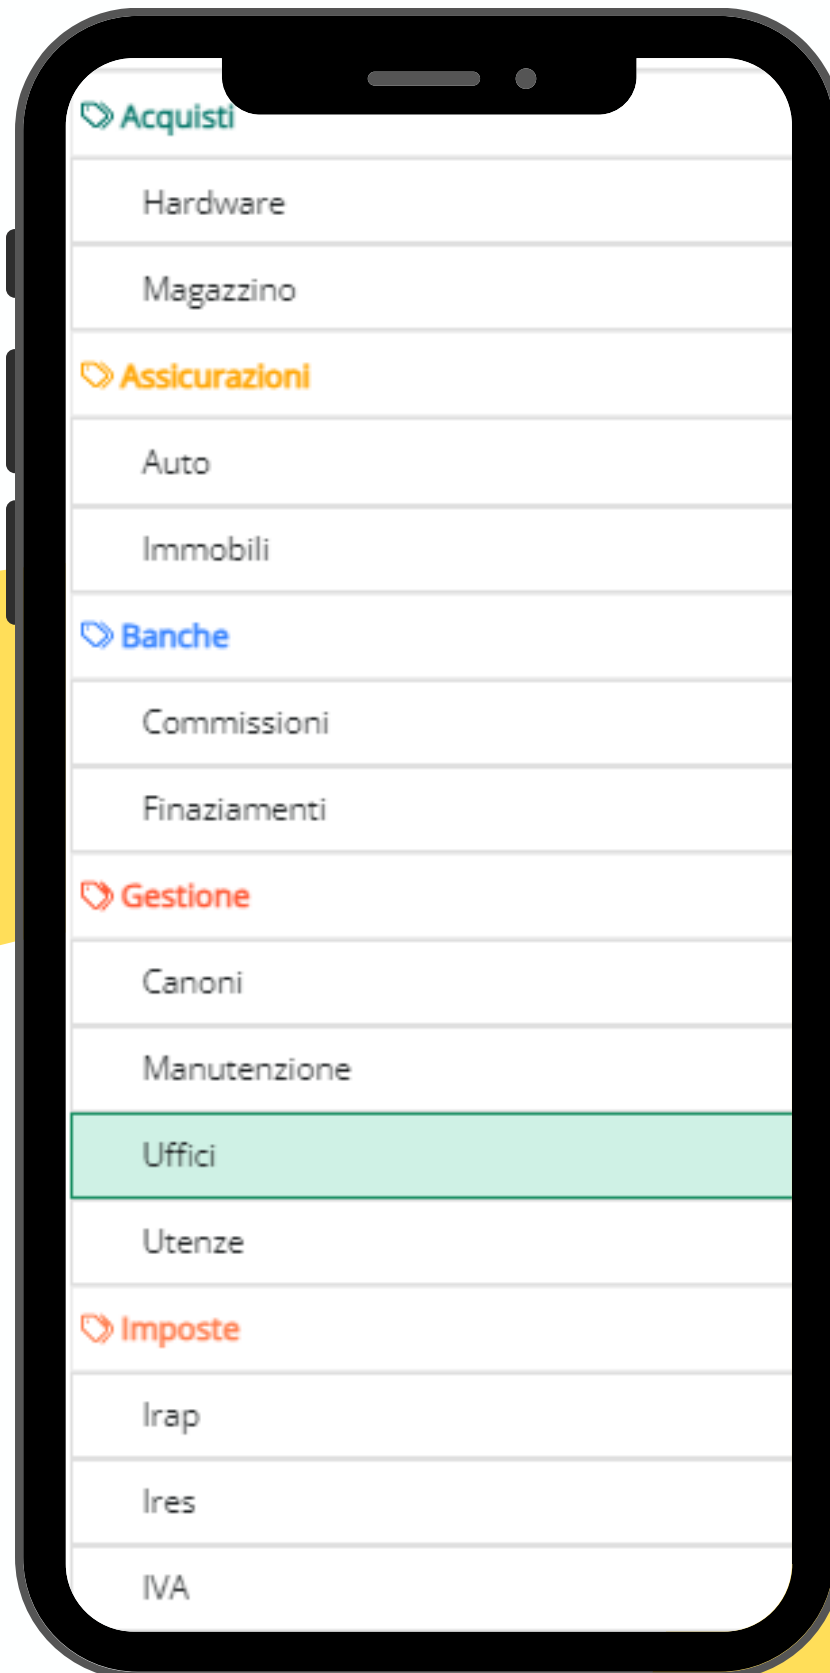 Acquisti
Hardware
Magazzino
Assicurazioni
Auto
Immobili
Banche
Commissioni
Finaziamenti
Gestione
Canoni
Manutenzione
Uffici
Utenze
Imposte
Irap
Ires
IVA